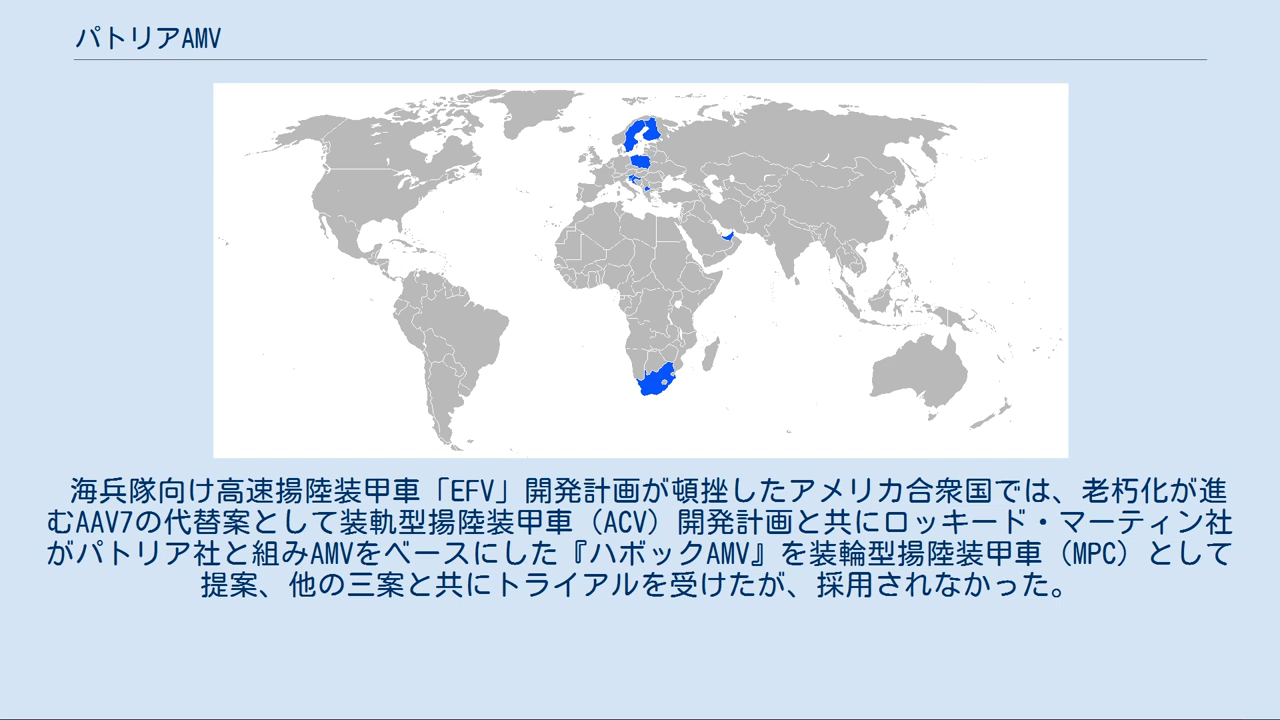 パトリアAMV
海兵隊向け高速揚陸装甲車「EFV」開発計画が頓挫したアメリカ合衆国では、老朽化が進
むAAV7の代替案として装軌型揚陸装甲車（ACV）開発計画と共にロッキード・マーティン社
がパトリア社と組みAMVをベースにした『ハボックAMV』を装輪型揚陸装甲車（MPC）として
提案、他の三案と共にトライアルを受けたが、採用されなかった。